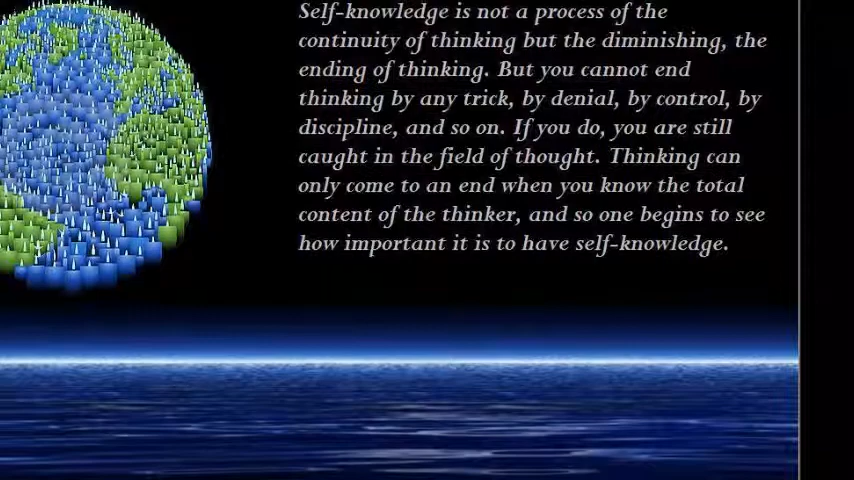 Self-knowledge is not a process of the
continuity of thinking but the diminishing, the
ending of thinking. But you cannot end
thinking by any trick, by denial, by control, by
discipline, and so on. If you do, you are still
caught in the field of thought. Thinking can
only come to an end when you know the total
content of the thinker, and so one begins to see
how important it is to have self-knowledge.